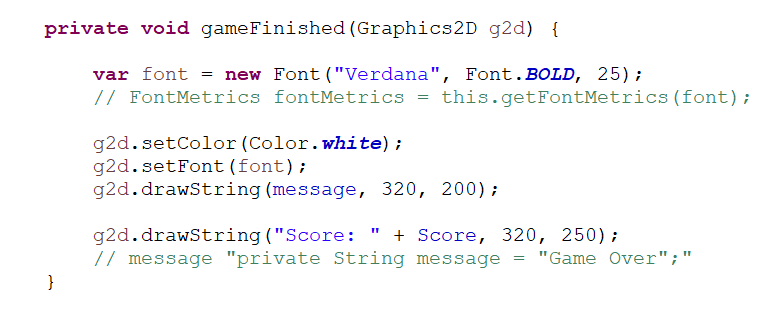 private void gameFinished(Graphics2D g2d) {
var font = new Font("Verdana", Font.BOLD, 25);
// FontMetrics fontMetrics = this.getFontMetrics(font);
g2d.setColor(Color.white);
g2d.setFont(font);
g2d.drawString(message, 320, 200);
g2d.drawString("Score: " + Score, 320, 250);
// message "private String message = "Game Over";"
}